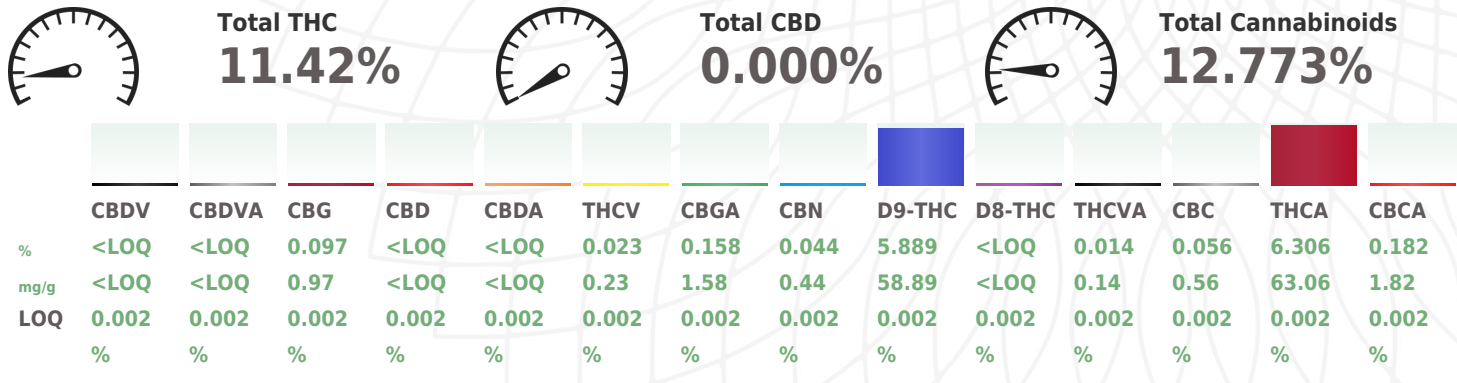 Total THC Total CBD Total Cannabinoids
11.42% 0.000% 12.773%
CBDV CBDVA CBG CBD CBDA THCV CBGA CBN D9-THC D8-THC THCVA CBC THCA CBCA
% <LOQ <LOQ 0.097 <LOQ <LOQ 0.023 0.158 0.044 5.889 <LOQ 0.014 0.056 6.306 0.182
mg/g <LOQ <LOQ 0.97 <LOQ <LOQ 0.23 1.58 0.44 58.89 <LOQ 0.14 0.56 63.06 1.82
LOQ 0.002 0.002 0.002 0.002 0.002 0.002 0.002 0.002 0.002 0.002 0.002 0.002 0.002 0.002
% % % % % % % % % % % % % %